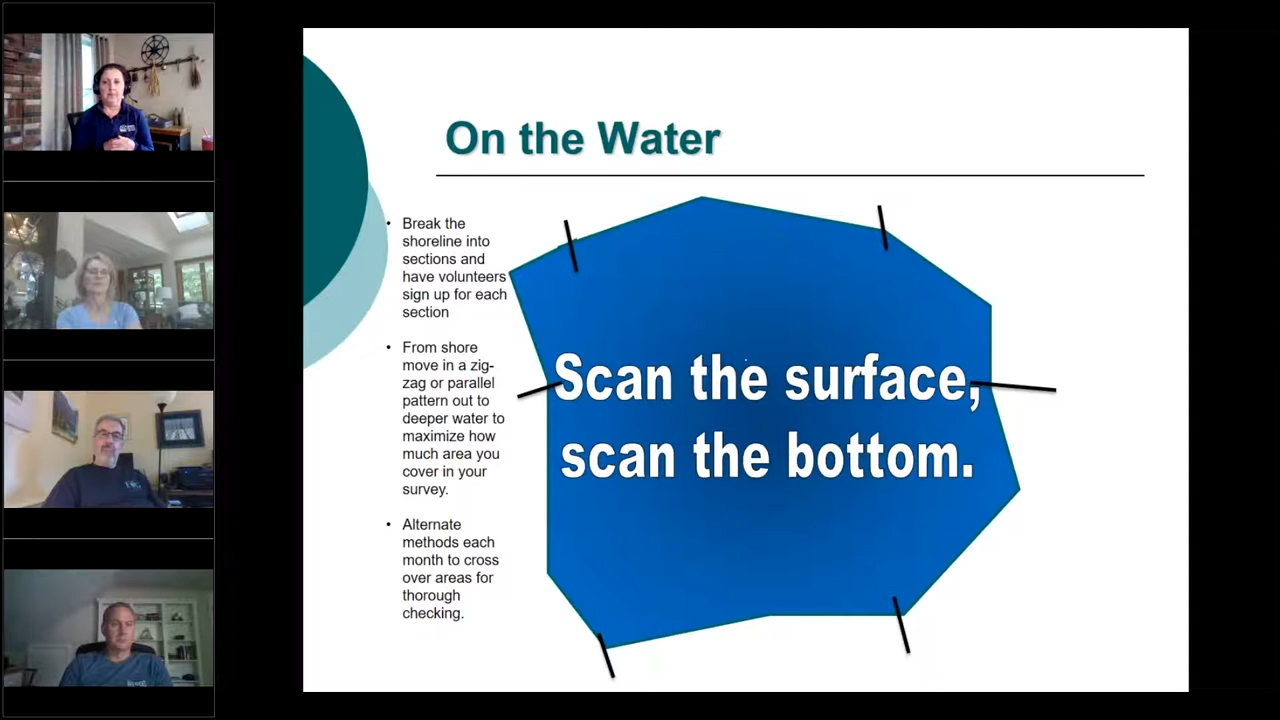 On the Water
Break the
shoreline into
sections and
have volunteers
sign up for each
section
From shore
move in a zig-
zag or parallel
pattern out to
deeper water to
maximize how
much area you
cover in your
survey.
Alternate
methods each
month to cross
over areas for
thorough
checking.
Scan the surface,
scan the bottom.